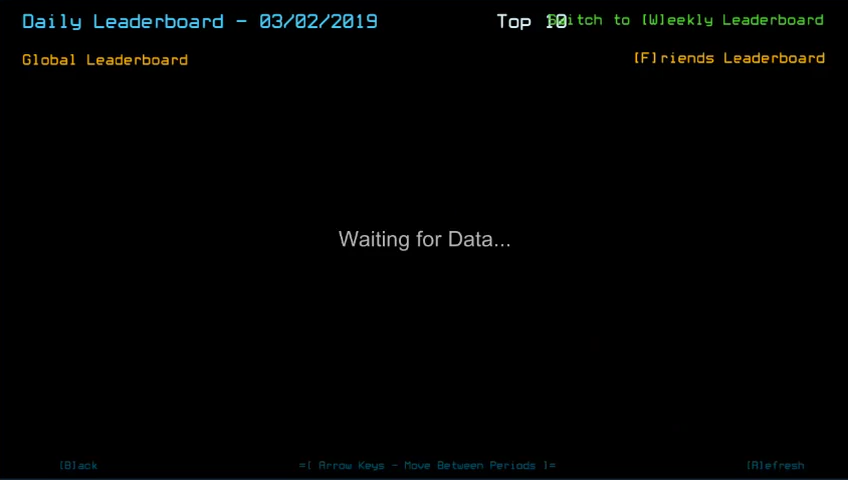 Daily Leaderboard - 03/02/2019
Top 10
Switch to [W]eekly Leaderboard
Global Leaderboard
[F]riends Leaderboard
Waiting for Data...
[B]ack
=[ Arrow Keys - Move Between Periods ]=
[R]efresh